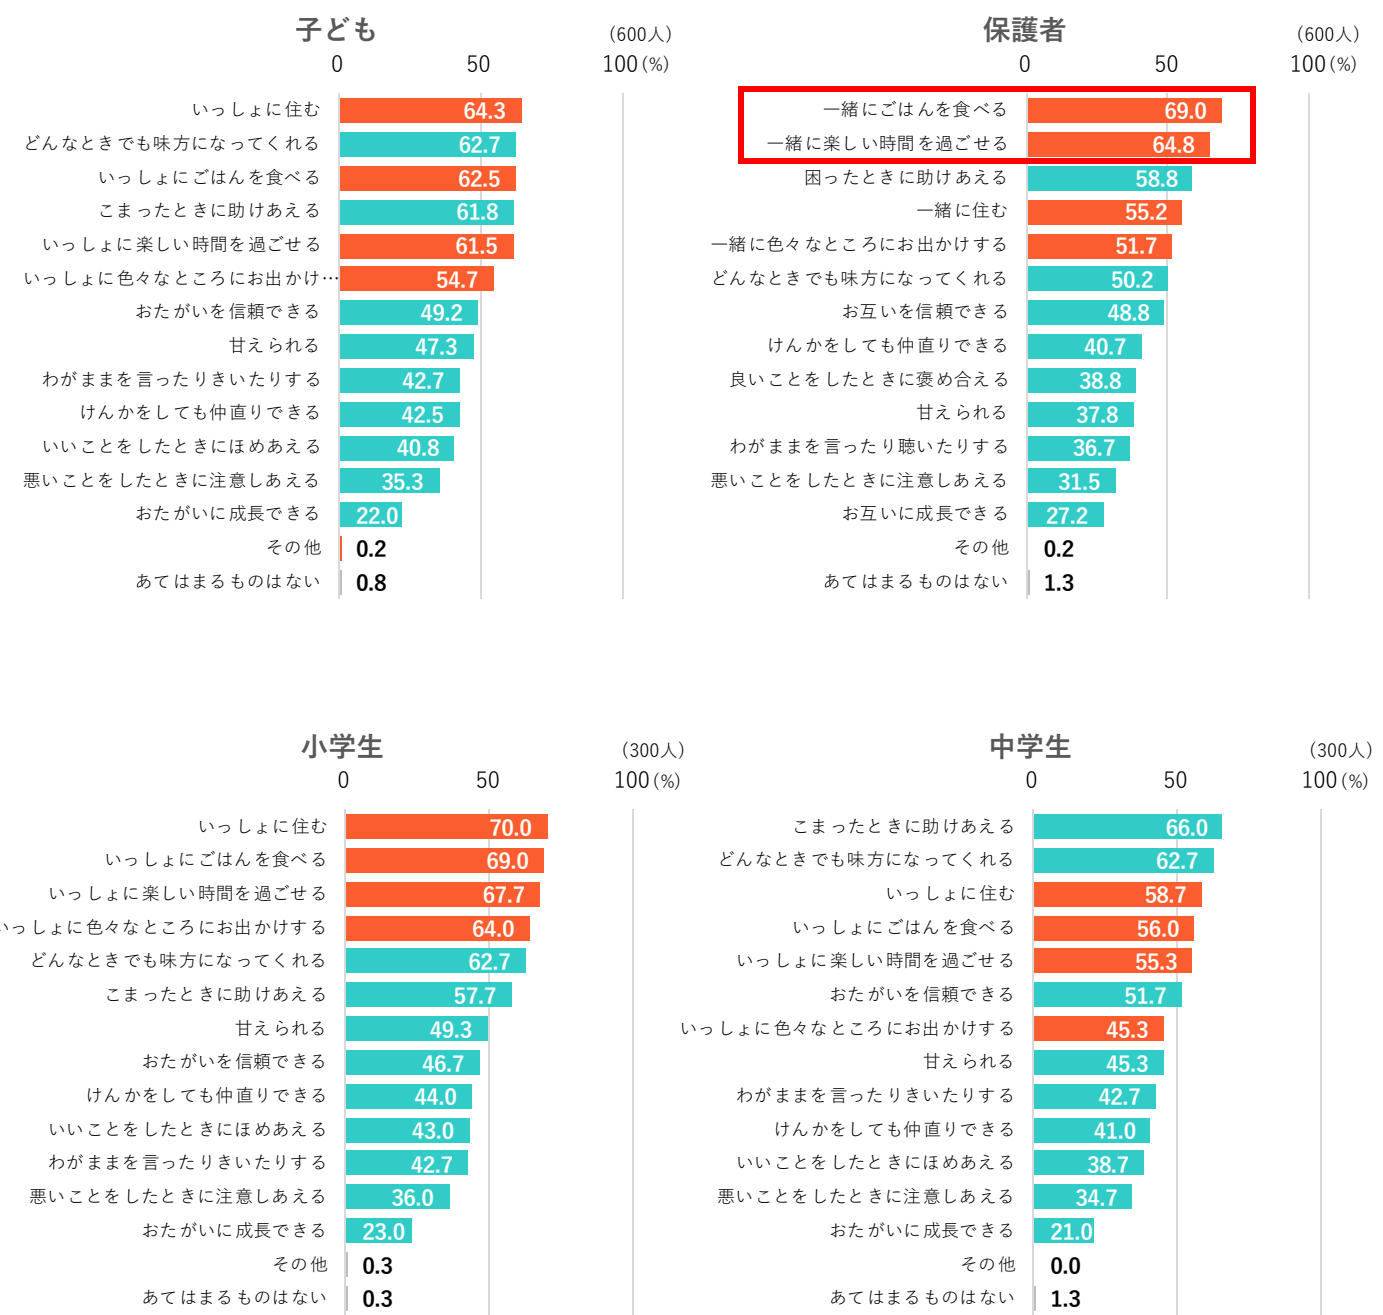 子ども
(600人)
0 50 100(%)
いっしょに住む 64.3
どんなときでも味方になってくれる 62.7
いっしょにごはんを食べる 62.5
こまったときに助けあえる 61.8
いっしょに楽しい時間を過ごせる 61.5
いっしょに色々なところにお出かけ… 54.7
おたがいを信頼できる 49.2
甘えられる 47.3
わがままを言ったりきいたりする 42.7
けんかをしても仲直りできる 42.5
いいことをしたときにほめあえる 40.8
悪いことをしたときに注意しあえる 35.3
おたがいに成長できる 22.0
その他 0.2
あてはまるものはない 0.8
保護者
(600人)
0 50 100(%)
一緒にごはんを食べる 69.0
一緒に楽しい時間を過ごせる 64.8
困ったときに助けあえる 58.8
一緒に住む 55.2
一緒に色々なところにお出かけする 51.7
どんなときでも味方になってくれる 50.2
お互いを信頼できる 48.8
けんかをしても仲直りできる 40.7
良いことをしたときに褒め合える 38.8
甘えられる 37.8
わがままを言ったり聴いたりする 36.7
悪いことをしたときに注意しあえる 31.5
お互いに成長できる 27.2
その他 0.2
あてはまるものはない 1.3
小学生
(300人)
0 50 100(%)
いっしょに住む 70.0
いっしょにごはんを食べる 69.0
いっしょに楽しい時間を過ごせる 67.7
いっしょに色々なところにお出かけする 64.0
どんなときでも味方になってくれる 62.7
こまったときに助けあえる 57.7
甘えられる 49.3
おたがいを信頼できる 46.7
けんかをしても仲直りできる 44.0
いいことをしたときにほめあえる 43.0
わがままを言ったりきいたりする 42.7
悪いことをしたときに注意しあえる 36.0
おたがいに成長できる 23.0
その他 0.3
あてはまるものはない 0.3
中学生
(300人)
0 50 100(%)
こまったときに助けあえる 66.0
どんなときでも味方になってくれる 62.7
いっしょに住む 58.7
いっしょにごはんを食べる 56.0
いっしょに楽しい時間を過ごせる 55.3
おたがいを信頼できる 51.7
いっしょに色々なところにお出かけする 45.3
甘えられる 45.3
わがままを言ったりきいたりする 42.7
けんかをしても仲直りできる 41.0
いいことをしたときにほめあえる 38.7
悪いことをしたときに注意しあえる 34.7
おたがいに成長できる 21.0
その他 0.0
あてはまるものはない 1.3